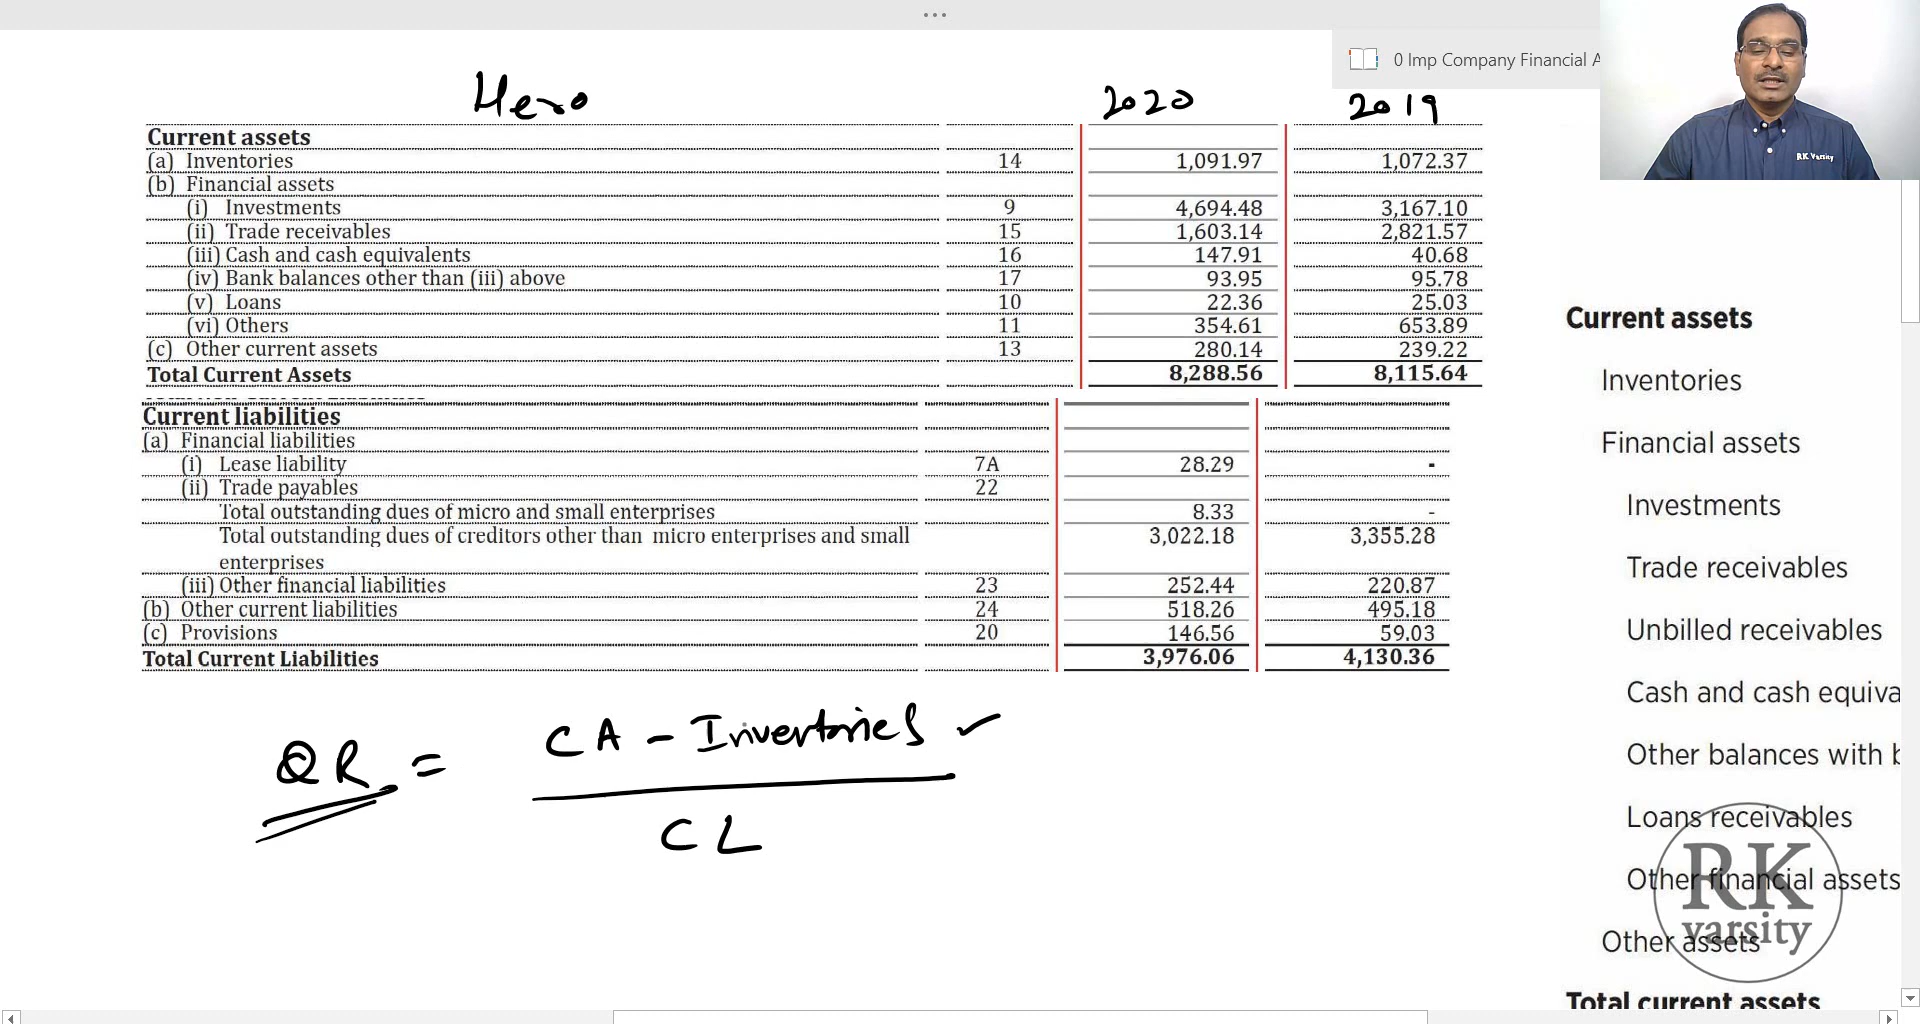 0 Imp Company Financial A
RK Varsity
Hero 2020 2019
Current assets
(a) Inventories 14 1,091.97 1,072.37
(b) Financial assets
(i) Investments 9 4,694.48 3,167.10
(ii) Trade receivables 15 1,603.14 2,821.57
(iii) Cash and cash equivalents 16 147.91 40.68
(iv) Bank balances other than (iii) above 17 93.95 95.78
(v) Loans 10 22.36 25.03
(vi) Others 11 354.61 653.89
(c) Other current assets 13 280.14 239.22
Total Current Assets 8,288.56 8,115.64
Current liabilities
(a) Financial liabilities
(i) Lease liability 7A 28.29 -
(ii) Trade payables 22
Total outstanding dues of micro and small enterprises 8.33 -
Total outstanding dues of creditors other than micro enterprises and small 3,022.18 3,355.28
enterprises
(iii) Other financial liabilities 23 252.44 220.87
(b) Other current liabilities 24 518.26 495.18
(c) Provisions 20 146.56 59.03
Total Current Liabilities 3,976.06 4,130.36
QR = CA - Inventories
CL
Current assets
Inventories
Financial assets
Investments
Trade receivables
Unbilled receivables
Cash and cash equiva
Other balances with b
Loans receivables
Other financial assets
Other assets
Total current assets
RK
varsity